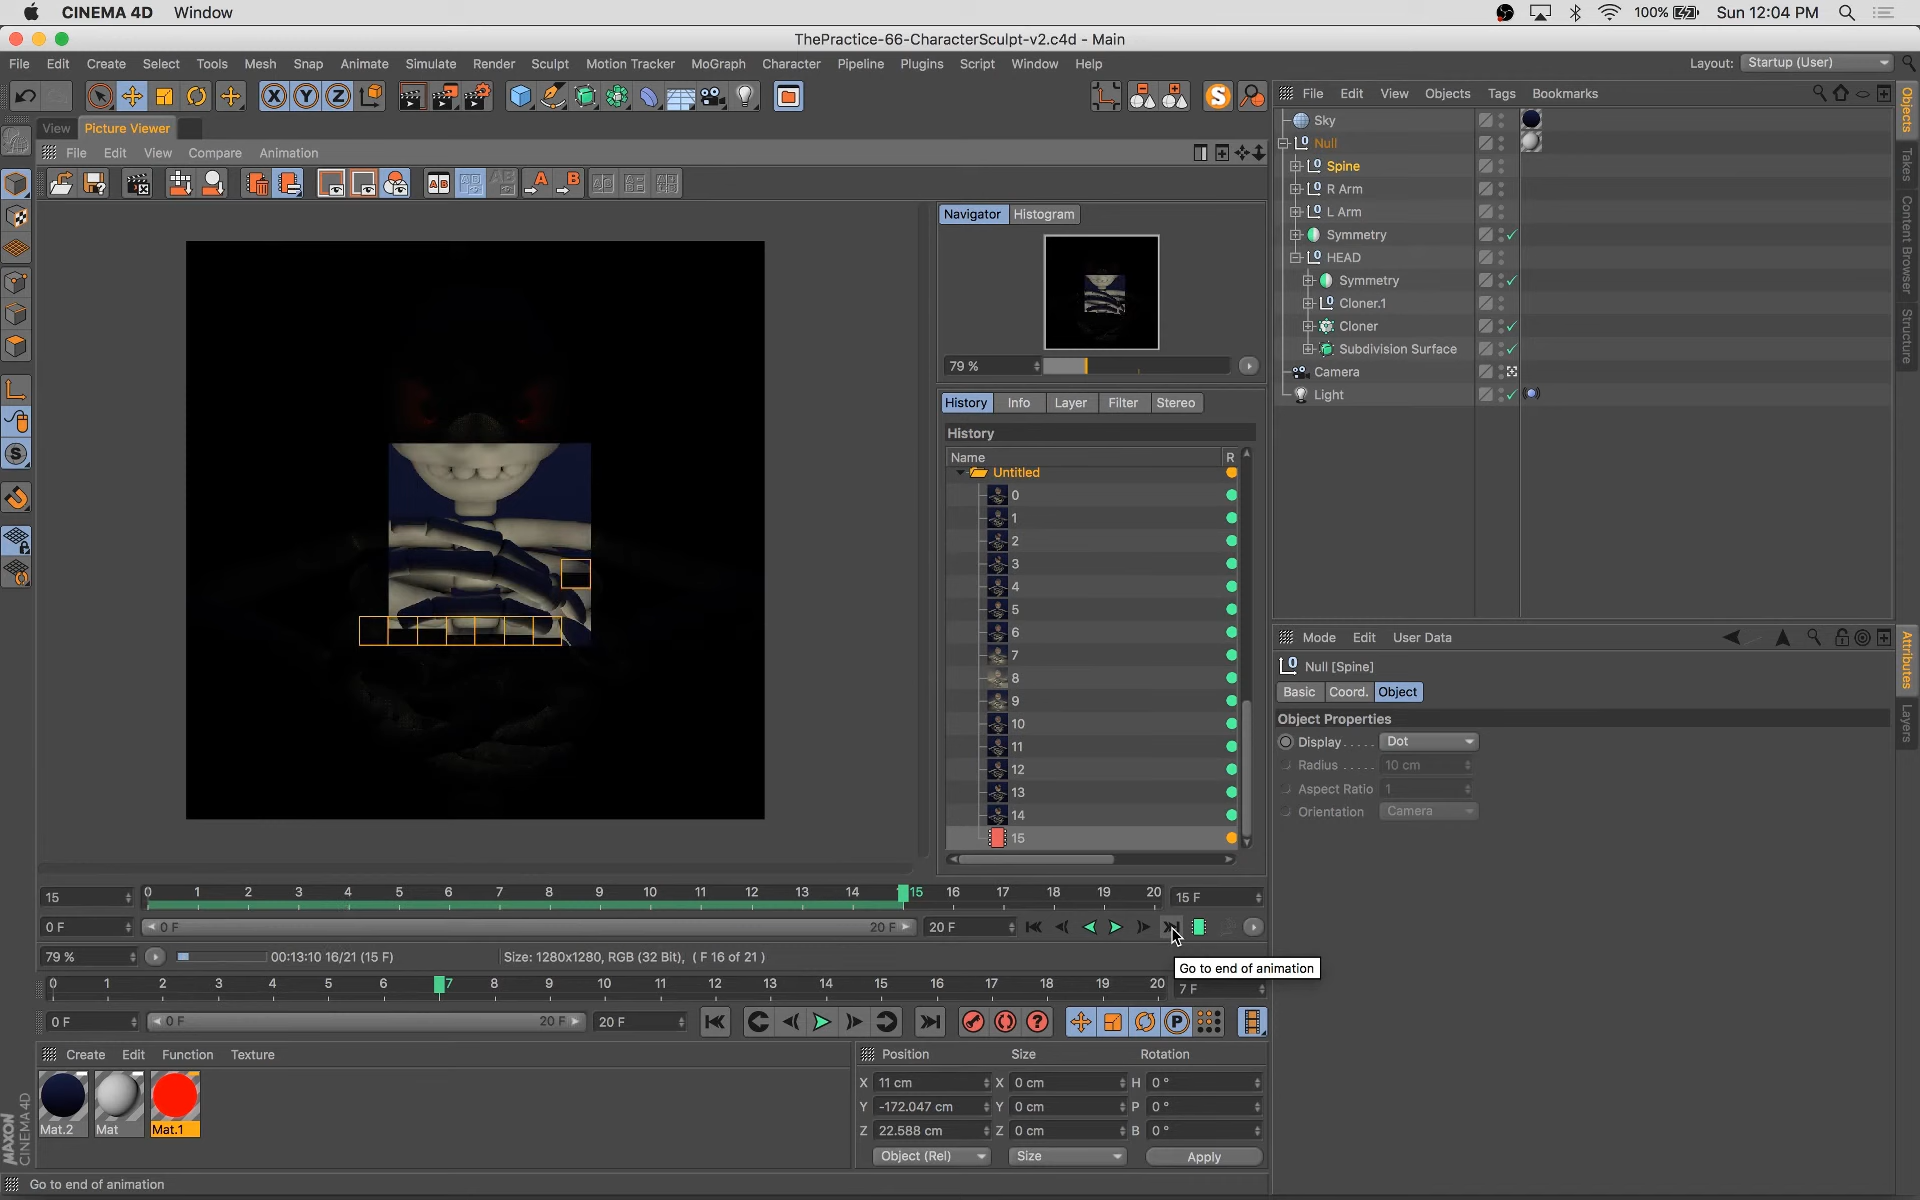 CINEMA 4D Window 100% Sun 12:04 PM
ThePractice-66-CharacterSculpt-v2.c4d - Main
File Edit Create Select Tools Mesh Snap Animate Simulate Render Sculpt Motion Tracker MoGraph Character Pipeline Plugins Script Window Help Layout: Startup (User)
File Edit View Objects Tags Bookmarks
View Picture Viewer
File Edit View Compare Animation
Navigator Histogram
79 %
History Info Layer Filter Stereo
History
Name R
Untitled
0
1
2
3
4
5
6
7
8
9
10
11
12
13
14
15
Sky
Null
Spine
R Arm
L Arm
Symmetry
HEAD
Symmetry
Cloner.1
Cloner
Subdivision Surface
Camera
Light
Objects
Takes
Content Browser
Structure
Mode Edit User Data
Null [Spine]
Basic Coord. Object
Object Properties
Display..... Dot
Radius ..... 10 cm
Aspect Ratio 1
Orientation Camera
Attributes
Layers
15 0 1 2 3 4 5 6 7 8 9 10 11 12 13 14 15 16 17 18 19 20 15 F
0 F 0 F 20 F 20 F
79 % 00:13:10 16/21 (15 F) Size: 1280x1280, RGB (32 Bit), ( F 16 of 21 )
Go to end of animation
0 1 2 3 4 5 6 7 8 9 10 11 12 13 14 15 16 17 18 19 20 7 F
0 F 0 F 20 F 20 F
Create Edit Function Texture
Mat.2 Mat Mat.1
Position Size Rotation
X 11 cm X 0 cm H 0 °
Y -172.047 cm Y 0 cm P 0 °
Z 22.588 cm Z 0 cm B 0 °
Object (Rel) Size Apply
MAXON
CINEMA 4D
Go to end of animation